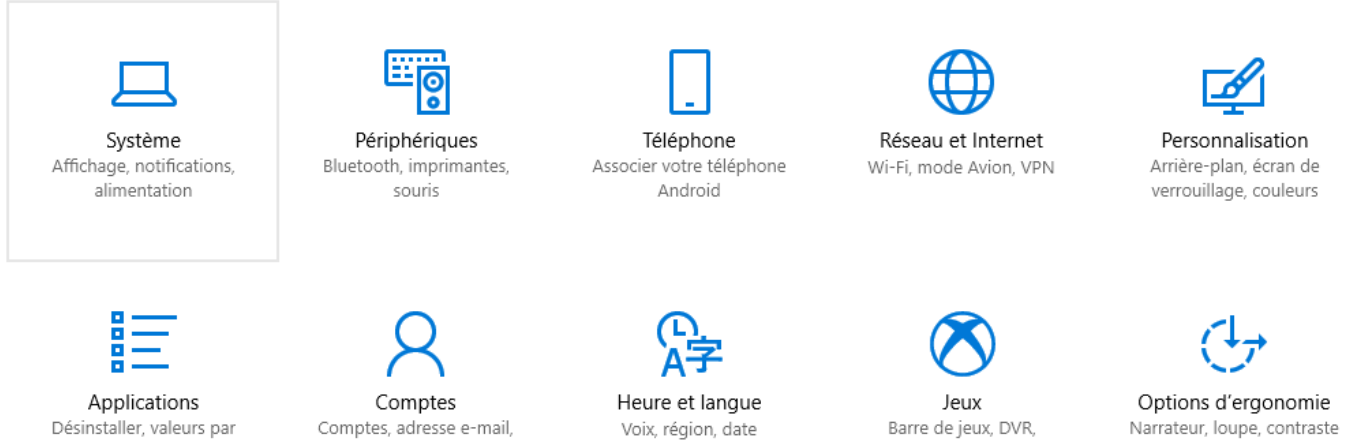 Système
Affichage, notifications,
alimentation
Périphériques
Bluetooth, imprimantes,
souris
Téléphone
Associer votre téléphone
Android
Réseau et Internet
Wi-Fi, mode Avion, VPN
Personnalisation
Arrière-plan, écran de
verrouillage, couleurs
Applications
Désinstaller, valeurs par
Comptes
Comptes, adresse e-mail,
A字
Heure et langue
Voix, région, date
Jeux
Barre de jeux, DVR,
Options d’ergonomie
Narrateur, loupe, contraste